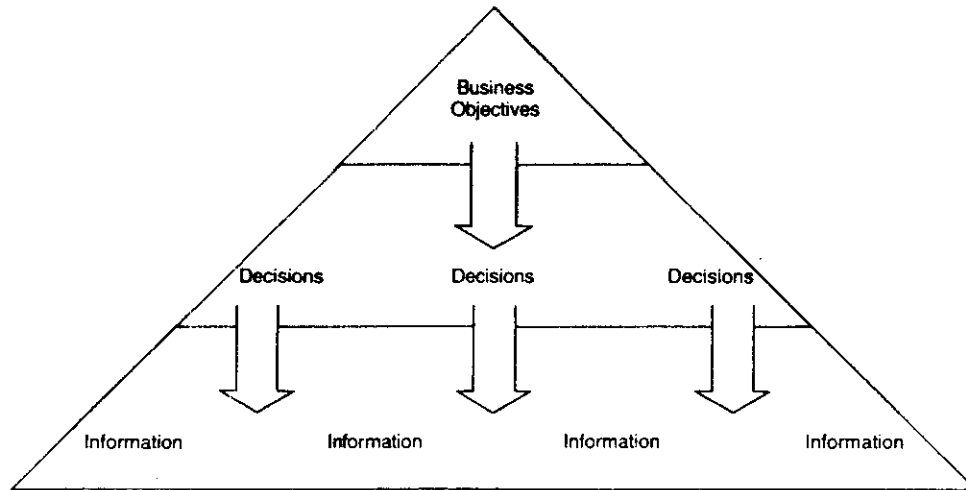 Business
Objectives
Decisions Decisions Decisions
Information Information Information Information